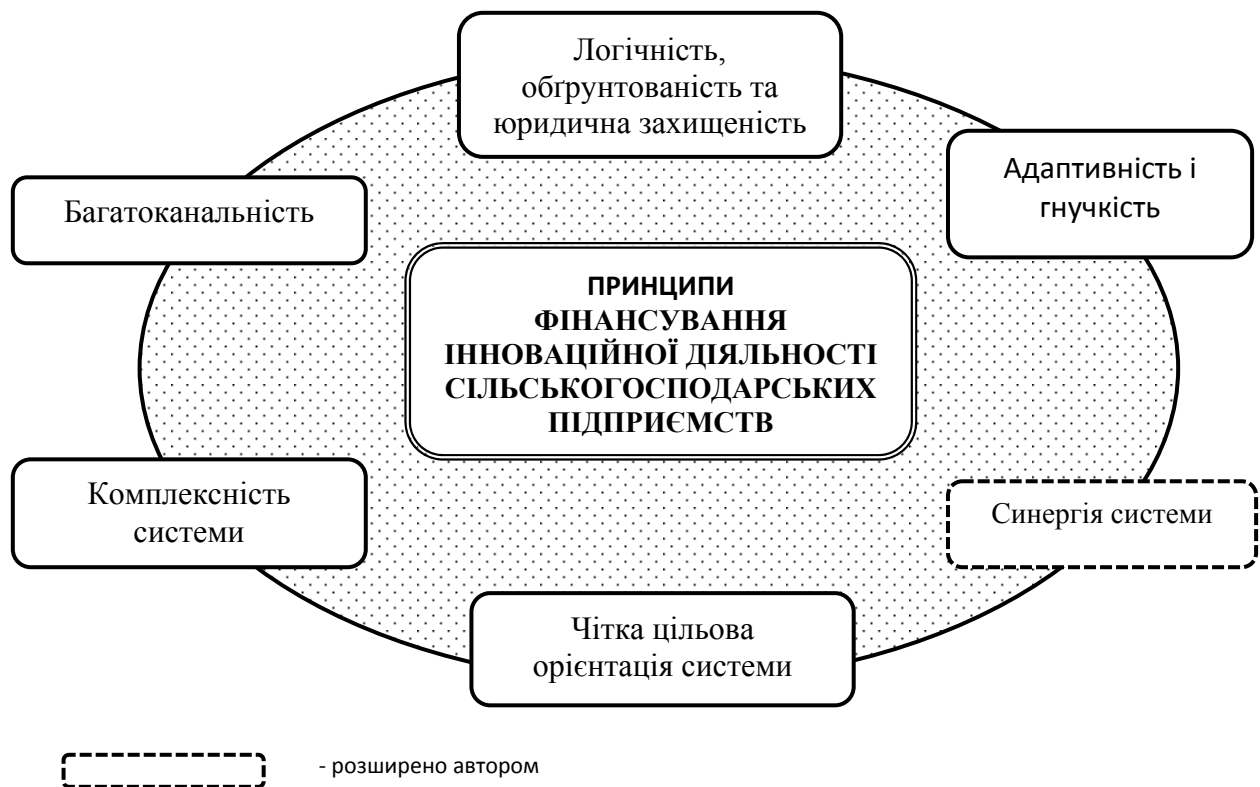 Логічність,
обґрунтованість та
юридична захищеність
Адаптивність і
гнучкість
Багатоканальність
ПРИНЦИПИ
ФІНАНСУВАННЯ
ІННОВАЦІЙНОЇ ДІЯЛЬНОСТІ
СІЛЬСЬКОГОСПОДАРСЬКИХ
ПІДПРИЄМСТВ
Комплексність
системи
Синергія системи
Чітка цільова
орієнтація системи
- розширено автором